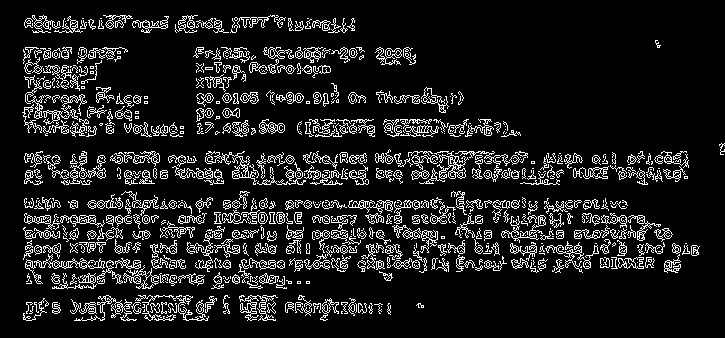 Acquisition news sends XTPT flying!!!
Trade Date: Friday, October 20, 2006
Company: X-Tra Petroleum
Ticker: XTPT
Current Price: $0.0105 (+90.91% On Thursday!)
Target Price: $0.04
Thursday's Volume: (Insiders Accumulating?)
Here is a brand new entry into the Red Hot energy sector. With oil prices
at record levels these small companies are poised to deliver HUGE profits.
With a combination of solid, proven management, Extremely lucrative
business sector, and INCREDIBLE news, this stock is flying!!! Members
should pick up XTPT as early as possible Today. This news is starting to
send XTPT off the charts! We all know that in the oil business it's the big
announcements that make these stocks explode!!! Enjoy this true WINNER as
it climbs the charts everyday...
IT'S JUST BEGINING OF 1 WEEK PROMOTION!!!